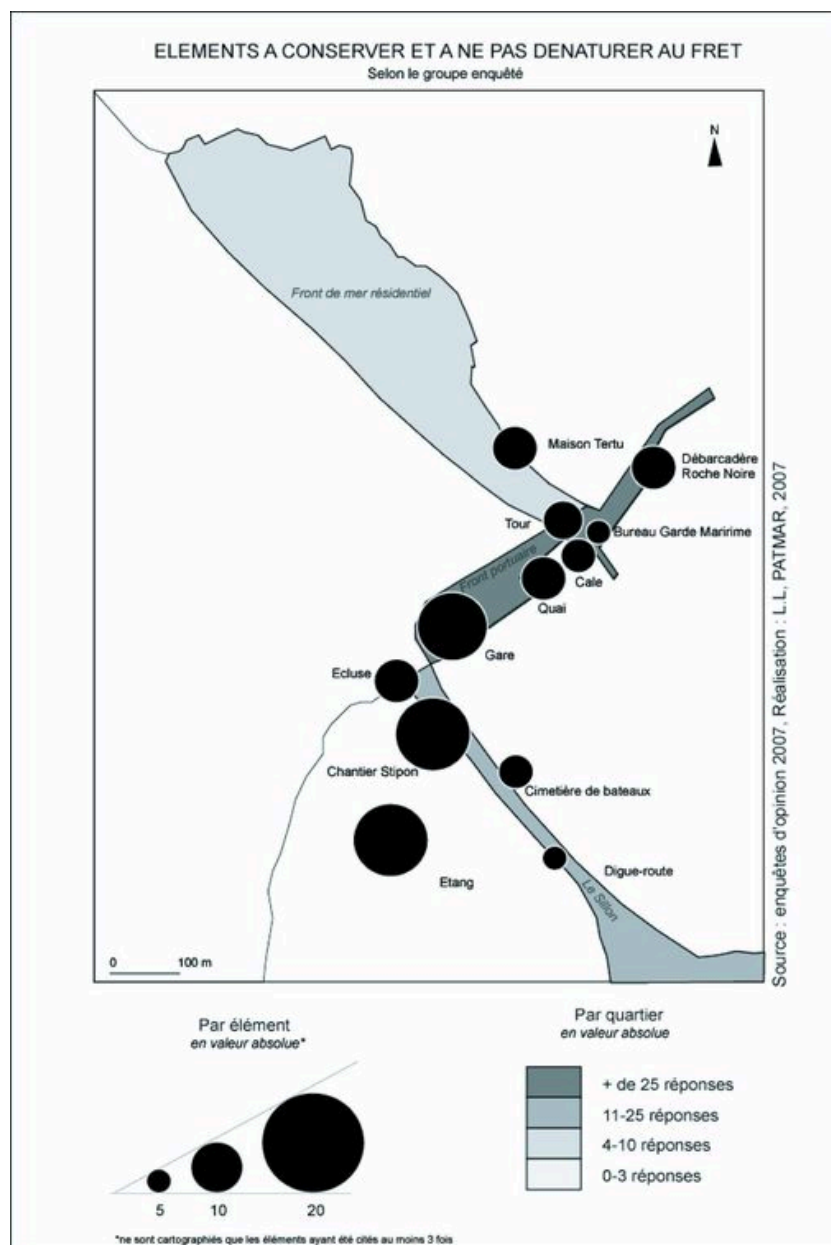 ELEMENTS A CONSERVER ET A NE PAS DENATURER AU FRET
Selon le groupe enquêté
N
Front de mer résidentiel
Maison Tertu
Débarcadère
Roche Noire
Tour
Bureau Garde Maririme
Front portuaire
Cale
Quai
Gare
Ecluse
Chantier Stipon
Cimetière de bateaux
Etang
Digue-route
Le Sillon
0 100 m
Source : enquêtes d'opinion 2007, Réalisation : L.L, PATMAR, 2007
Par élément
en valeur absolue*
5 10 20
Par quartier
en valeur absolue
+ de 25 réponses
11-25 réponses
4-10 réponses
0-3 réponses
*ne sont cartographiés que les éléments ayant été cités au moins 3 fois